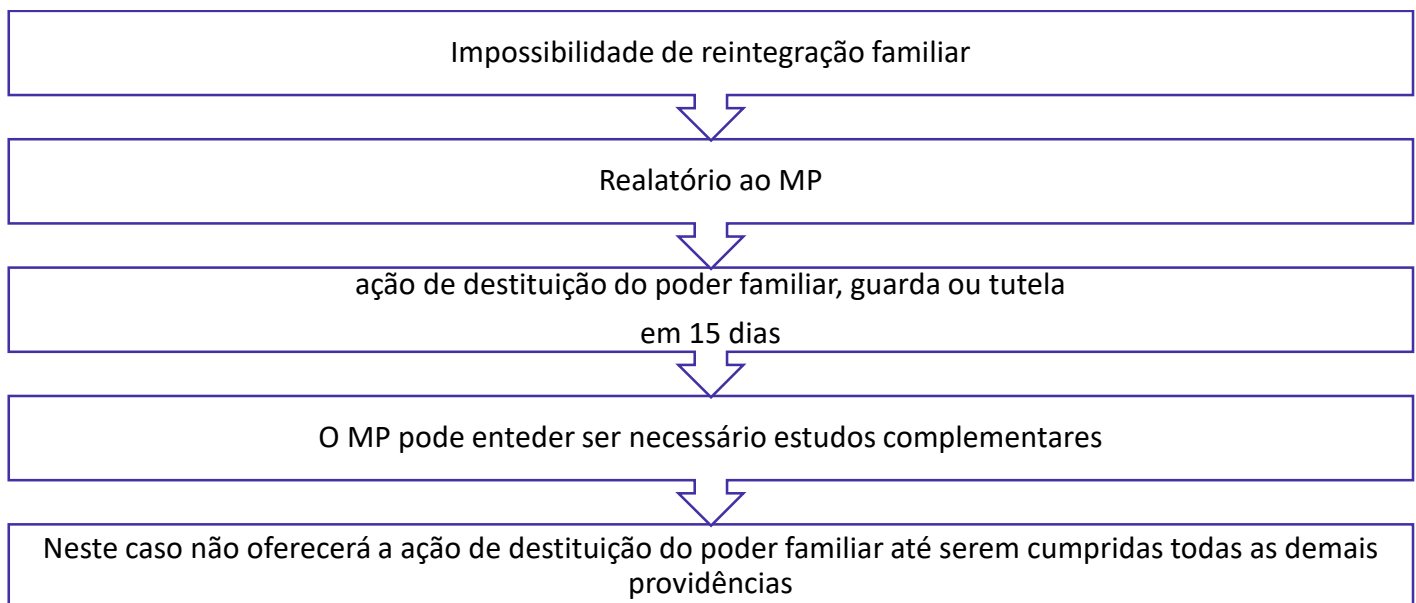 Impossibilidade de reintegração familiar
Realatório ao MP
ação de destituição do poder familiar, guarda ou tutela
em 15 dias
O MP pode enteder ser necessário estudos complementares
Neste caso não oferecerá a ação de destituição do poder familiar até serem cumpridas todas as demais
providências